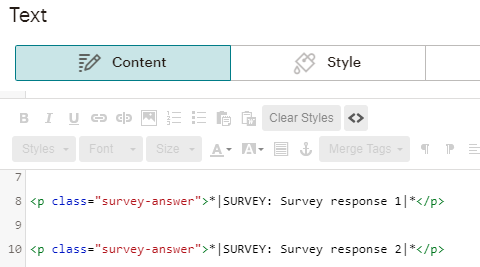 Text
Content Style
B I U Clear Styles <>
Styles Font Size A A Merge Tags ¶ ¶
7
8 <p class="survey-answer">*|SURVEY: Survey response 1|*</p>
9
10 <p class="survey-answer">*|SURVEY: Survey response 2|*</p>